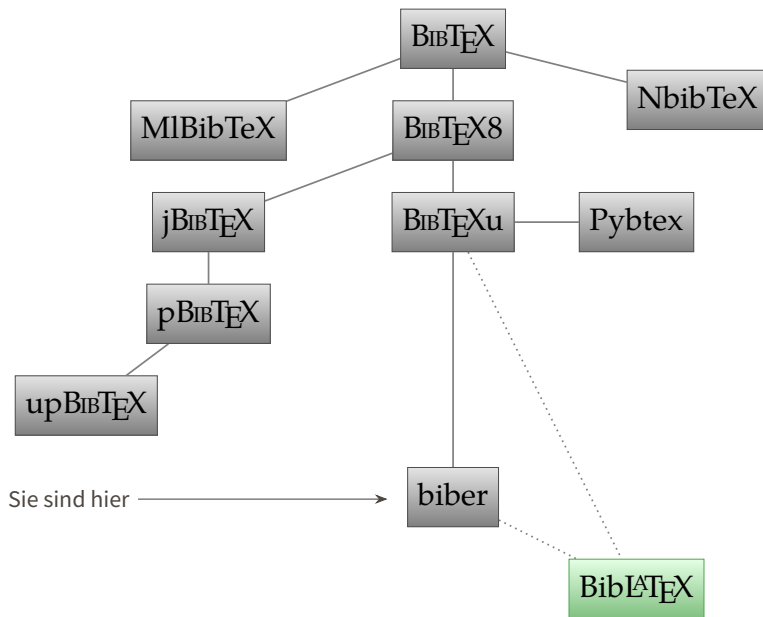 BIBTEX
NbibTeX
MlBibTeX
BIBTEX8
jBIBTEX
BIBTEXu
Pybtex
pBIBTEX
upBIBTEX
biber
Sie sind hier
BibLATEX